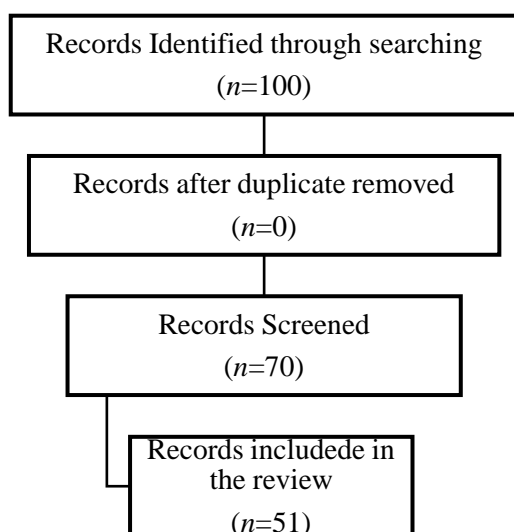 Records Identified through searching
(n=100)
Records after duplicate removed
(n=0)
Records Screened
(n=70)
Records includede in
the review
(n=51)